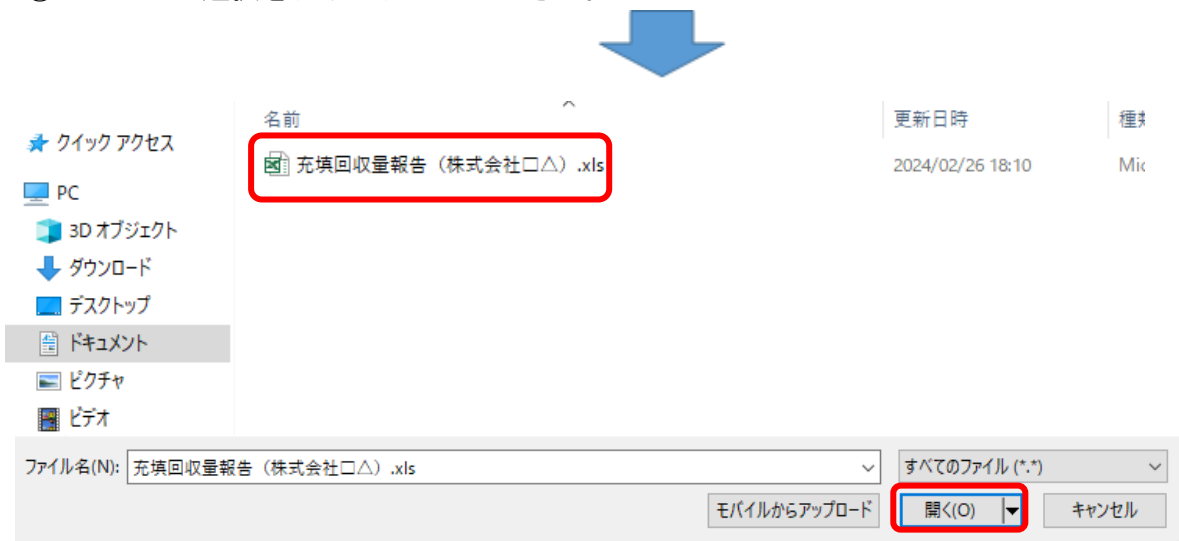 名前 更新日時
クイック アクセス
充填回収量報告（株式会社□△）.xls 2024/02/26 18:10 Mic
PC
3D オブジェクト
ダウンロード
デスクトップ
ドキュメント
ピクチャ
ビデオ
ファイル名(N): 充填回収量報告（株式会社□△）.xls すべてのファイル (*.*)
モバイルからアップロード 開く(O) キャンセル